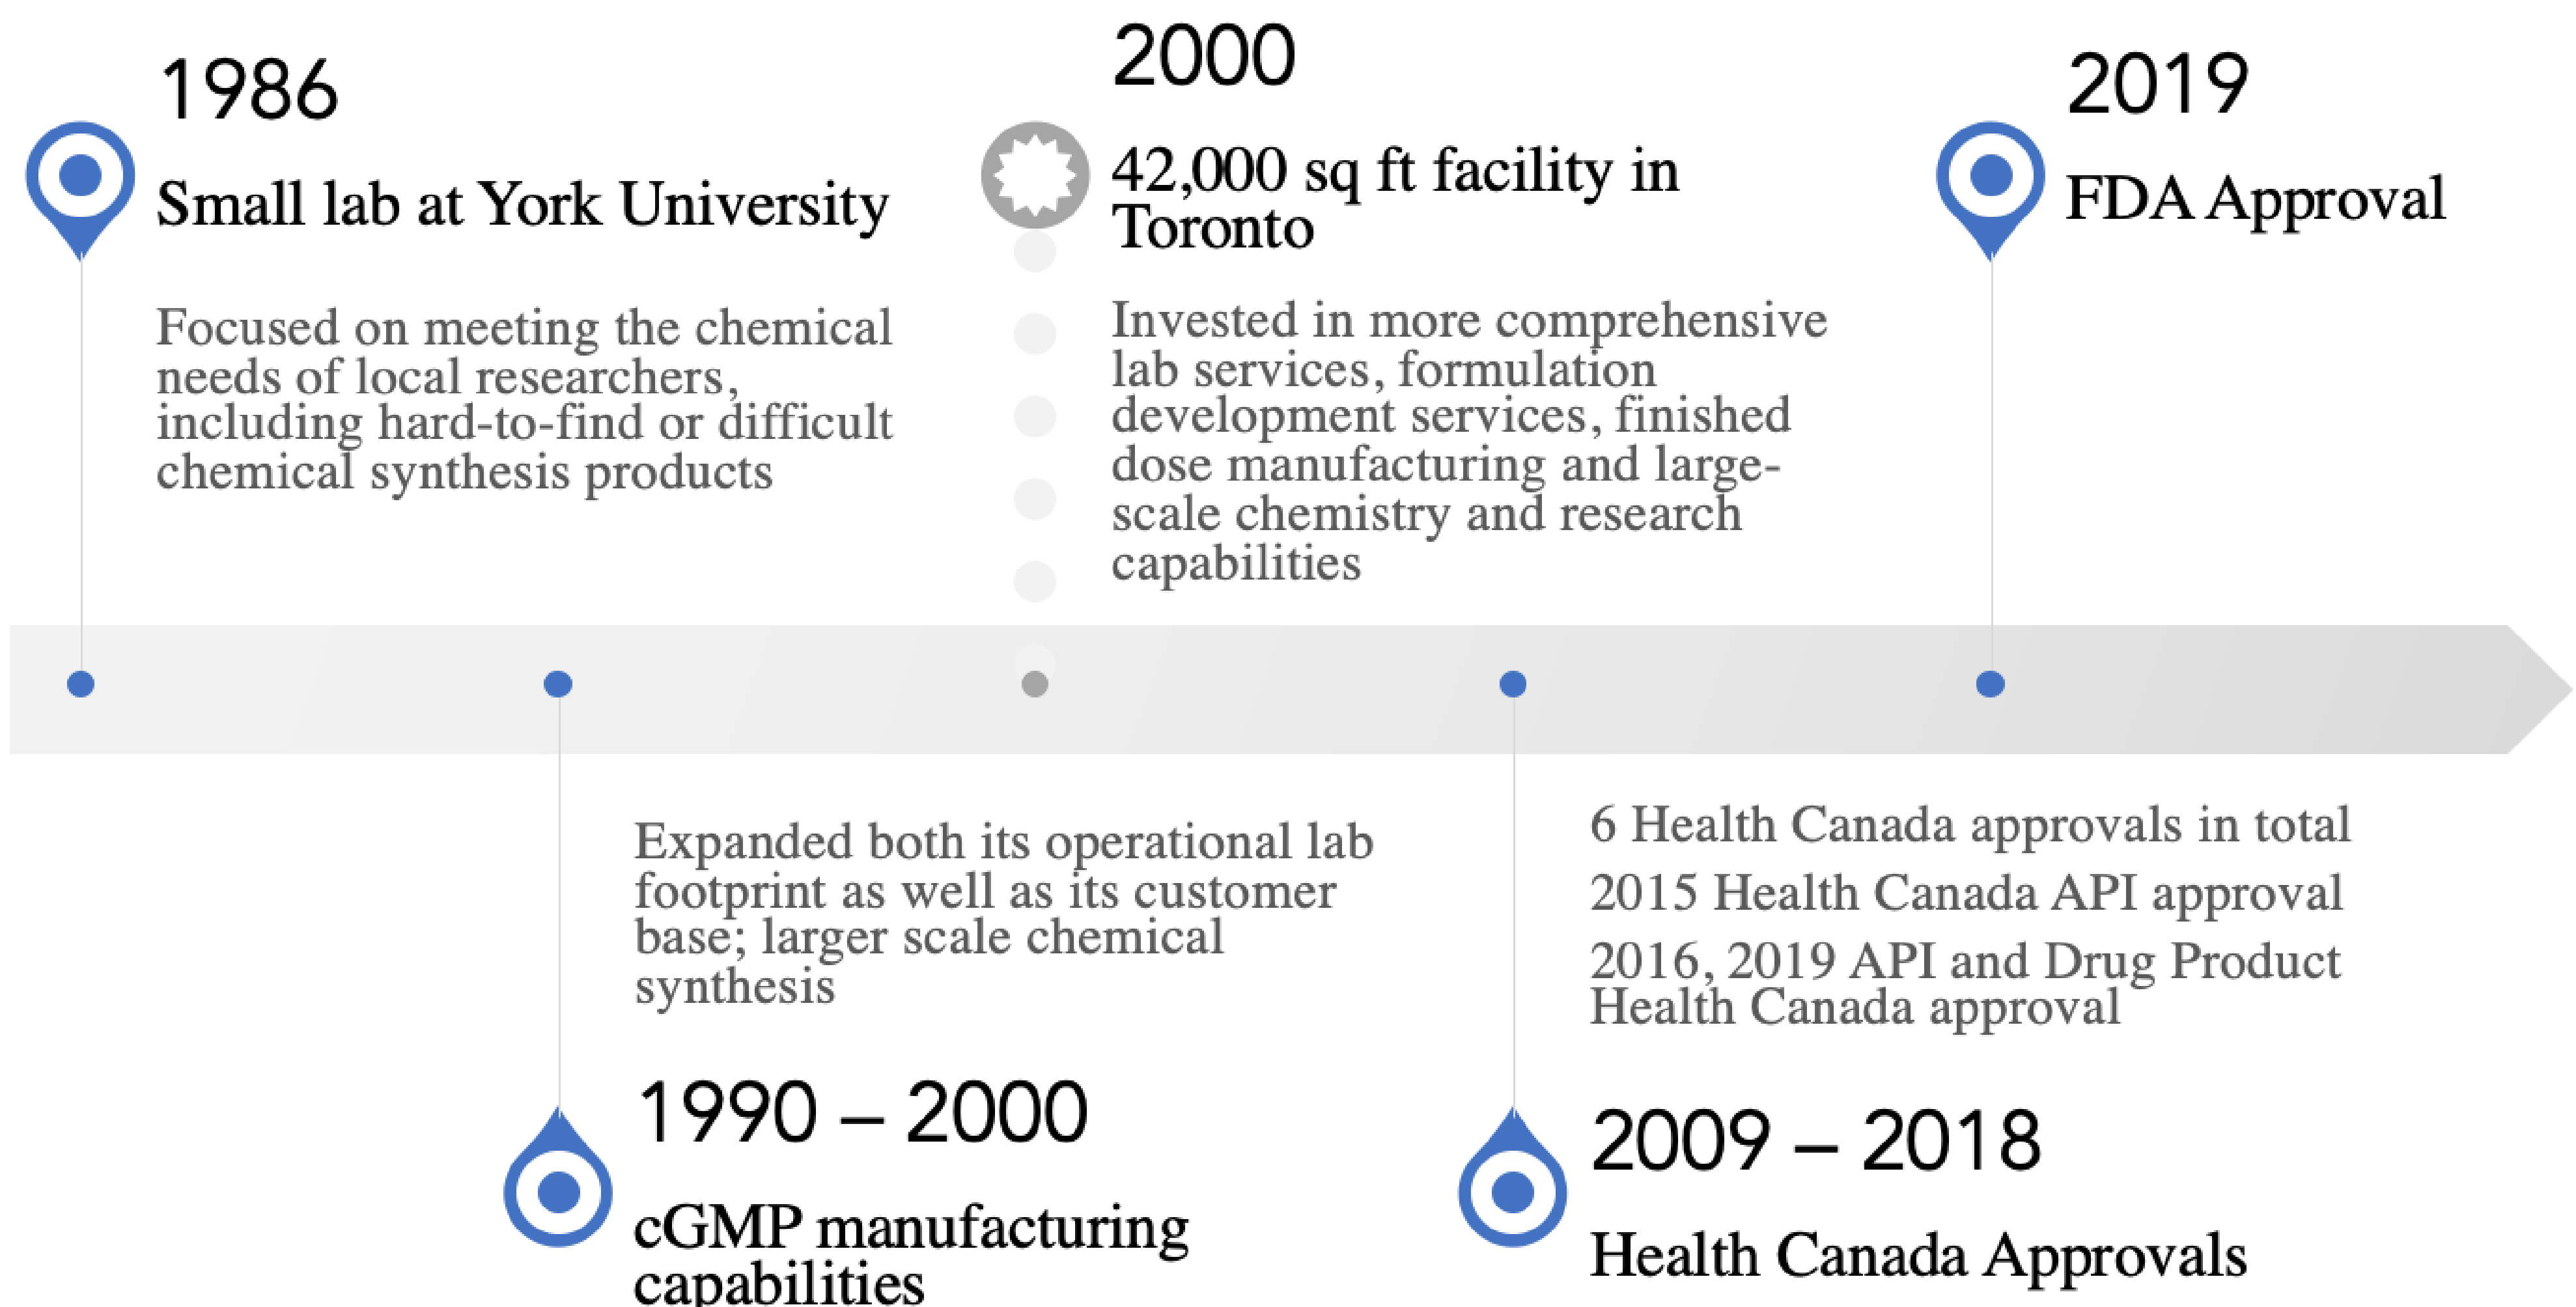 1986
Small lab at York University
Focused on meeting the chemical
needs of local researchers,
including hard-to-find or difficult
chemical synthesis products
2000
42,000 sq ft facility in
Toronto
Invested in more comprehensive
lab services, formulation
development services, finished
dose manufacturing and large-
scale chemistry and research
capabilities
2019
FDA Approval
Expanded both its operational lab
footprint as well as its customer
base; larger scale chemical
synthesis
1990 – 2000
cGMP manufacturing
capabilities
6 Health Canada approvals in total
2015 Health Canada API approval
2016, 2019 API and Drug Product
Health Canada approval
2009 – 2018
Health Canada Approvals